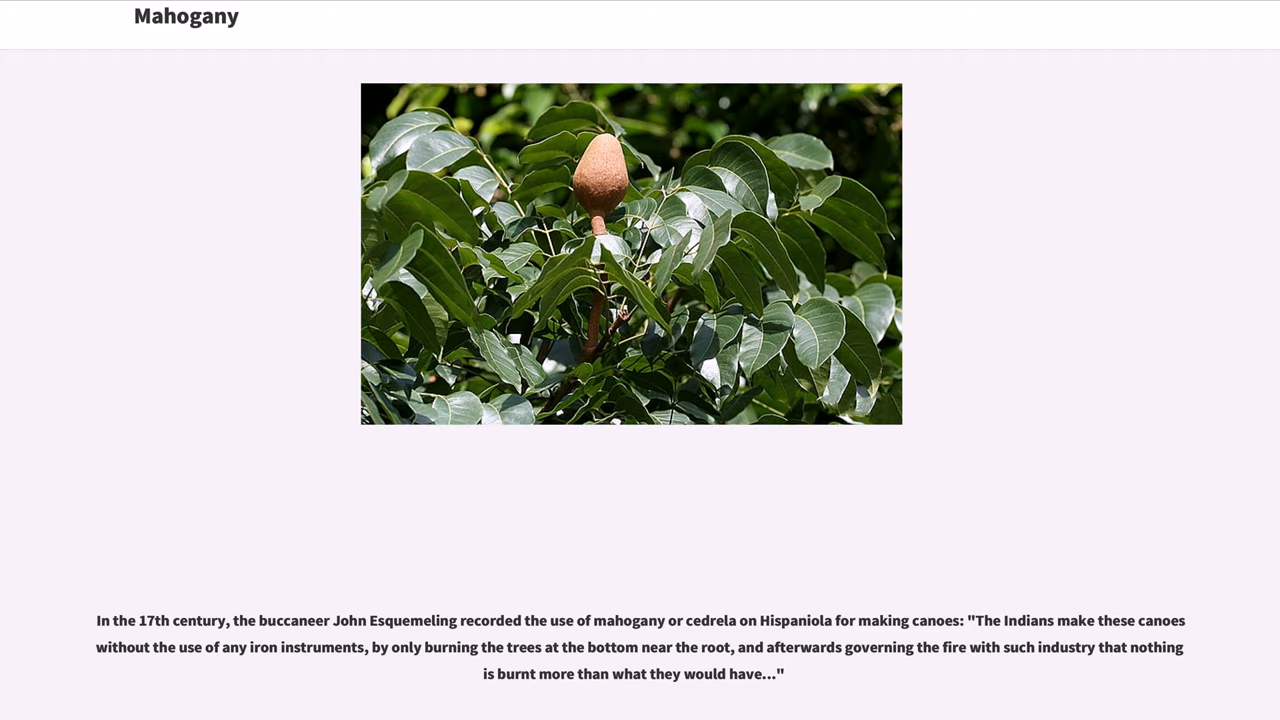 Mahogany
In the 17th century, the buccaneer John Esquemeling recorded the use of mahogany or cedrela on Hispaniola for making canoes: "The Indians make these canoes
without the use of any iron instruments, by only burning the trees at the bottom near the root, and afterwards governing the fire with such industry that nothing
is burnt more than what they would have..."